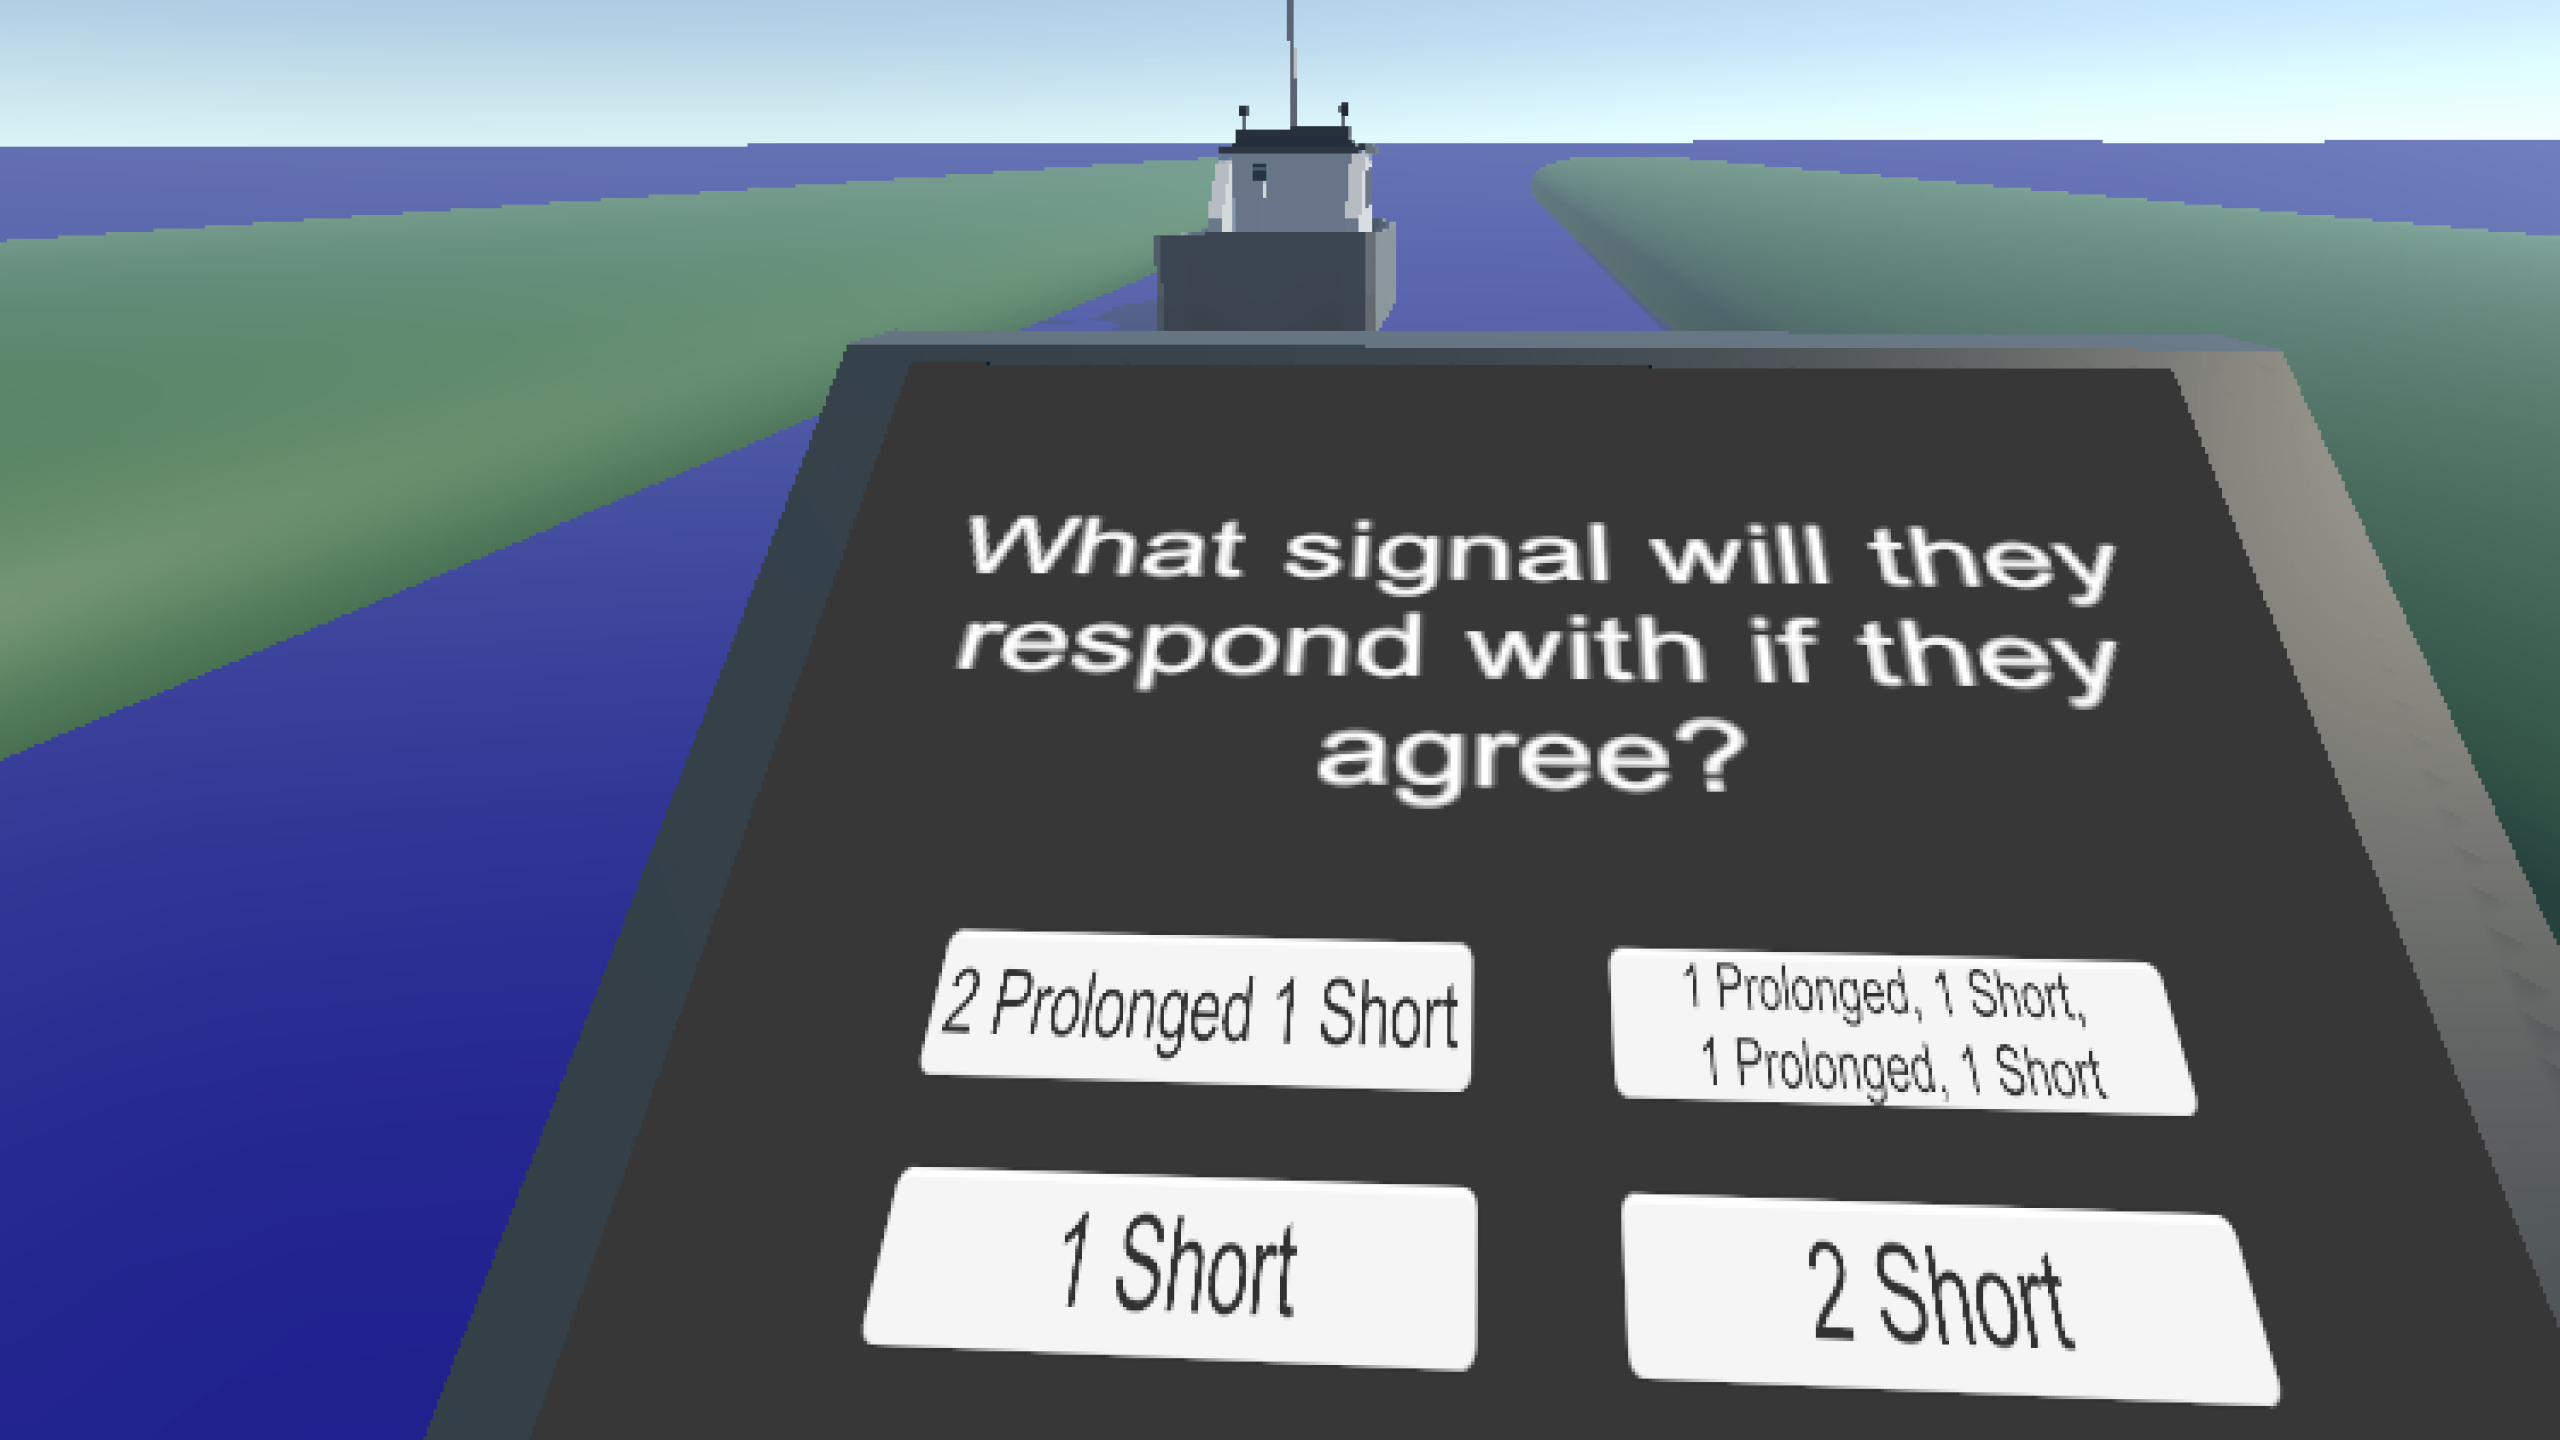 What signal will they
respond with if they
agree?
2 Prolonged 1 Short
1 Prolonged, 1 Short,
1 Prolonged, 1 Short
1 Short
2 Short